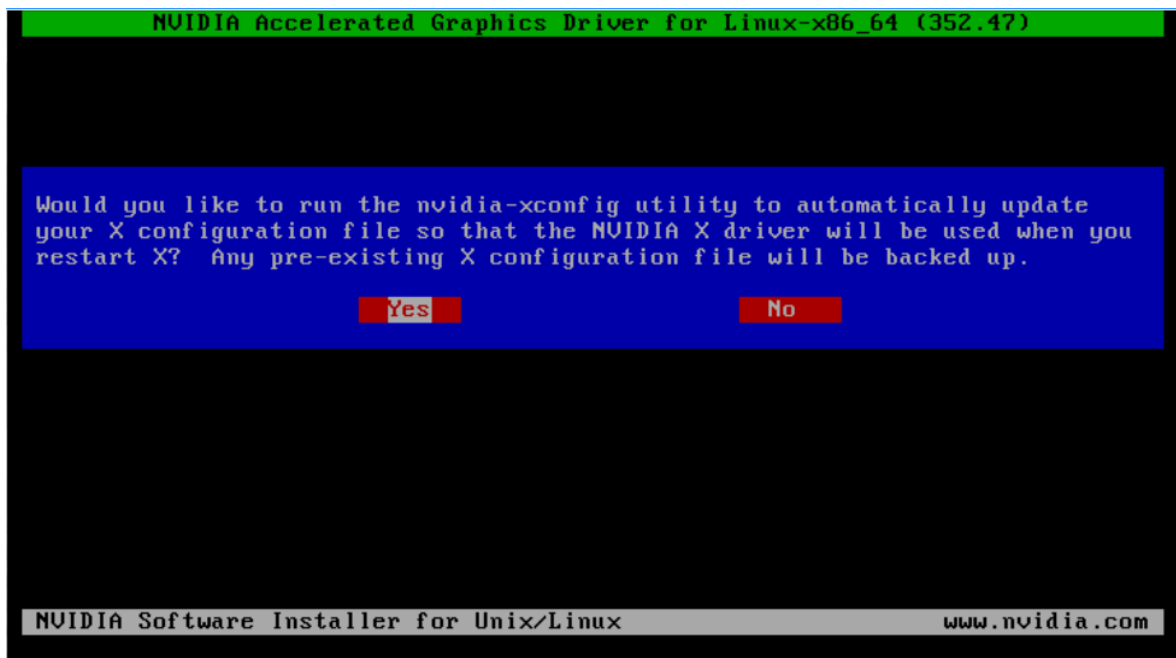 NVIDIA Accelerated Graphics Driver for Linux-x86_64 (352.47)
Would you like to run the nvidia-xconfig utility to automatically update
your X configuration file so that the NVIDIA X driver will be used when you
restart X?  Any pre-existing X configuration file will be backed up.
Yes No
NVIDIA Software Installer for Unix/Linux www.nvidia.com